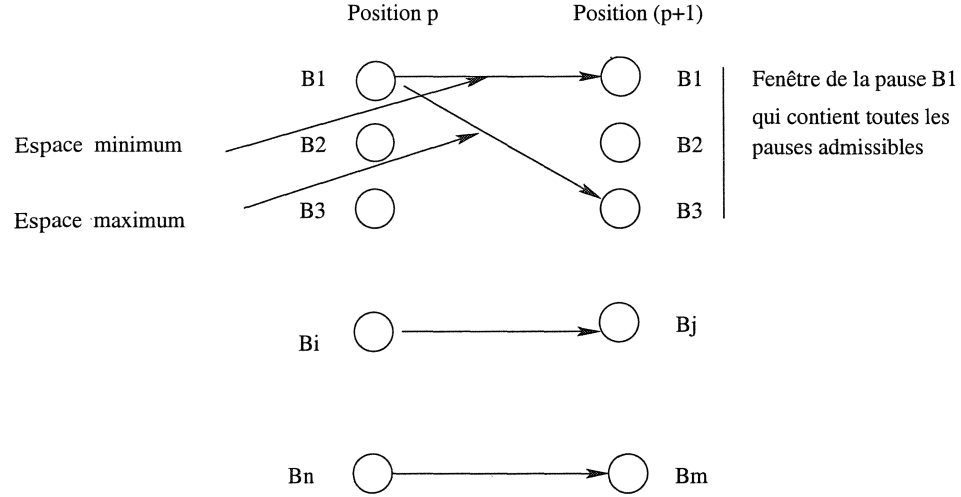 Position p
Position (p+1)
B1
B1
Fenêtre de la pause B1
qui contient toutes les
pauses admissibles
Espace minimum
B2
B2
Espace maximum
B3
B3
Bi
Bj
Bn
Bm